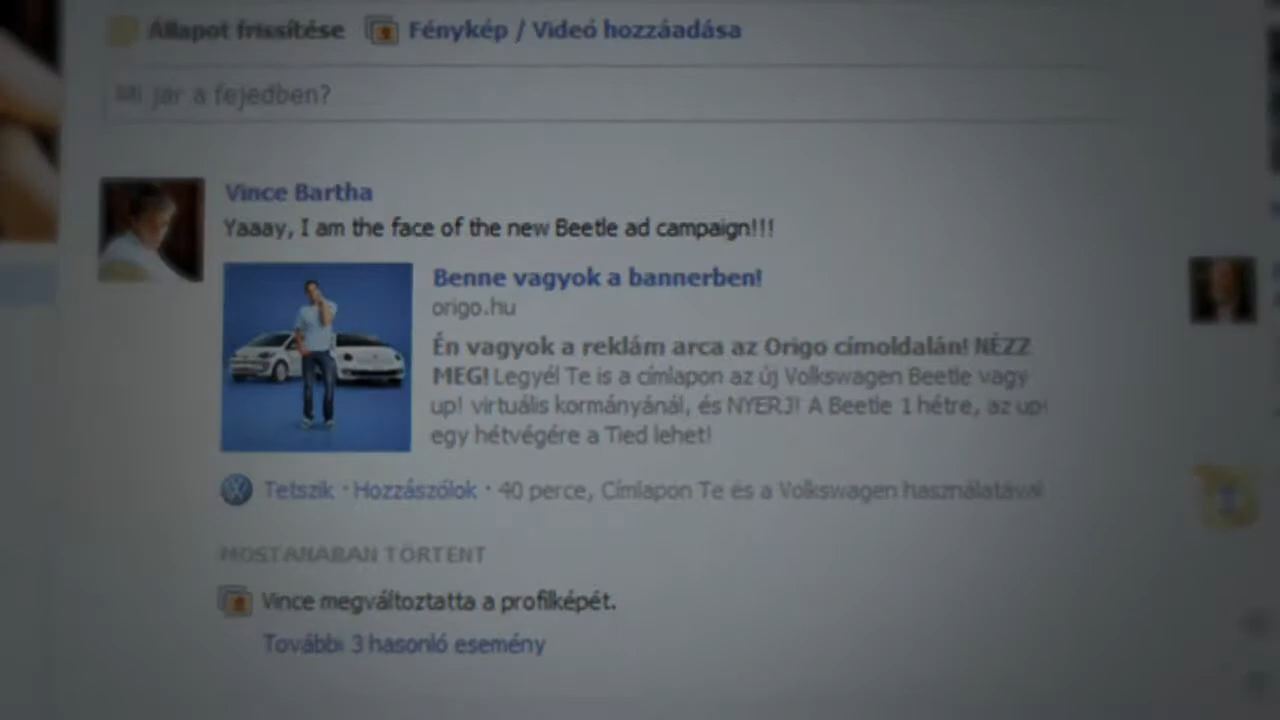 Állapot frissítése Fénykép / Videó hozzáadása
Mi jár a fejedben?
Vince Bartha
Yaaay, I am the face of the new Beetle ad campaign!!!
Benne vagyok a bannerben!
origo.hu
Én vagyok a reklám arca az Origo címoldalán! NÉZZ
MEG! Legyél Te is a címlapon az új Volkswagen Beetle vagy
up! virtuális kormányánál, és NYERJ! A Beetle 1 hétre, az up!
egy hétvégére a Tied lehet!
Tetszik · Hozzászólok · 40 perce, Címlapon Te és a Volkswagen használatával
MOSTANÁBAN TÖRTÉNT
Vince megváltoztatta a profilképét.
További 3 hasonló esemény